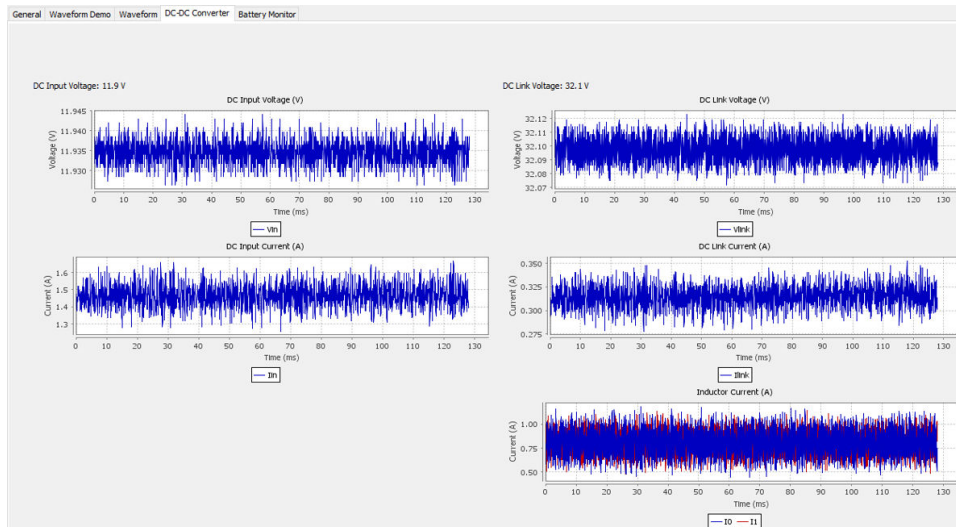 General Waveform Demo Waveform DC-DC Converter Battery Monitor
DC Input Voltage: 11.9 V
DC Input Voltage (V)
Voltage (V)
11.945
11.940
11.935
11.930
0 10 20 30 40 50 60 70 80 90 100 110 120 130
Time (ms)
Vin
DC Input Current (A)
Current (A)
1.6
1.5
1.4
1.3
0 10 20 30 40 50 60 70 80 90 100 110 120 130
Time (ms)
Iin
DC Link Voltage: 32.1 V
DC Link Voltage (V)
Voltage (V)
32.12
32.11
32.10
32.09
32.08
32.07
0 10 20 30 40 50 60 70 80 90 100 110 120 130
Time (ms)
Vlink
DC Link Current (A)
Current (A)
0.350
0.325
0.300
0.275
0 10 20 30 40 50 60 70 80 90 100 110 120 130
Time (ms)
Ilink
Inductor Current (A)
Current (A)
1.00
0.75
0.50
0 10 20 30 40 50 60 70 80 90 100 110 120 130
Time (ms)
I0 I1